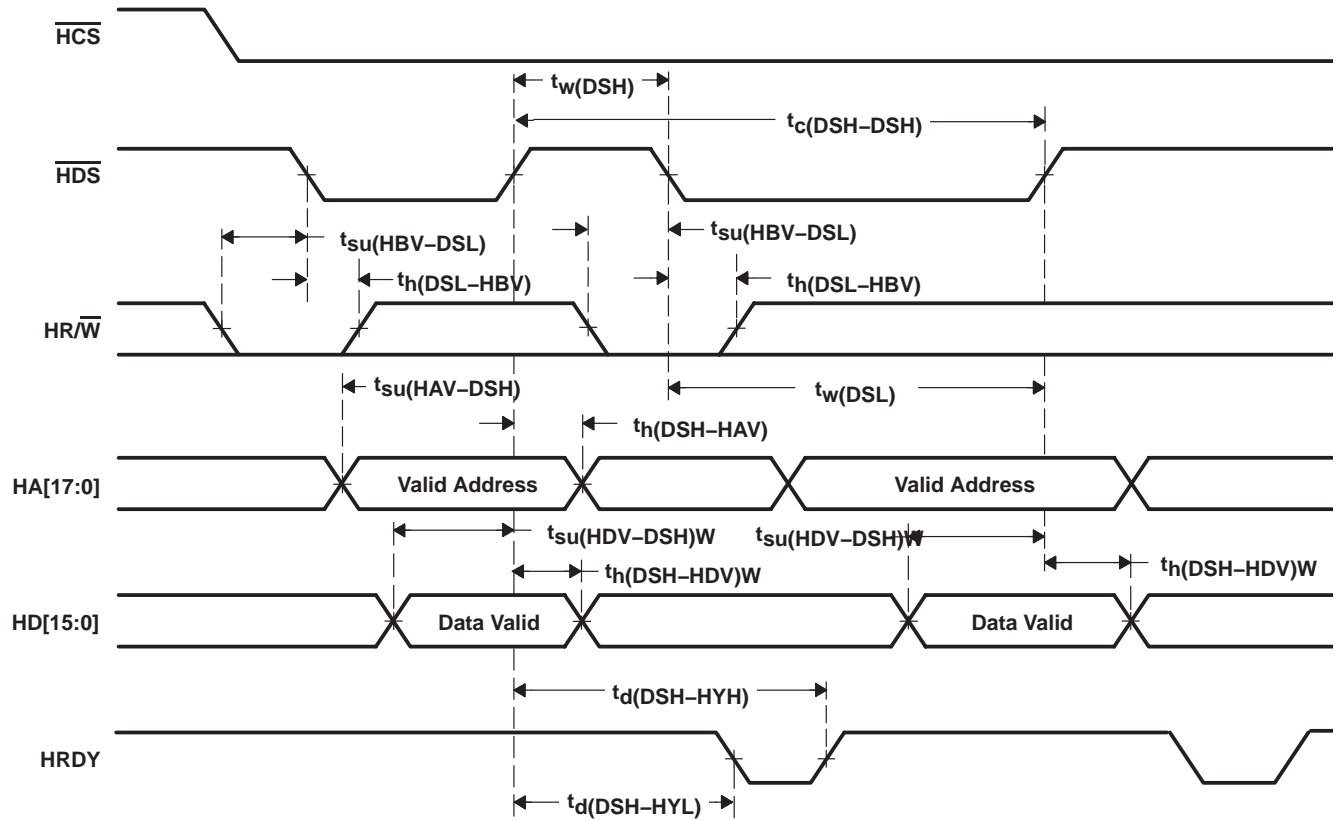 HCS
tw(DSH)
tc(DSH–DSH)
HDS
tsu(HBV–DSL)
tsu(HBV–DSL)
th(DSL–HBV)
th(DSL–HBV)
HR/W
tsu(HAV–DSH)
tw(DSL)
th(DSH–HAV)
HA[17:0]
Valid Address
Valid Address
tsu(HDV–DSH)W
tsu(HDV–DSH)W
th(DSH–HDV)W
th(DSH–HDV)W
HD[15:0]
Data Valid
Data Valid
td(DSH–HYH)
HRDY
td(DSH–HYL)